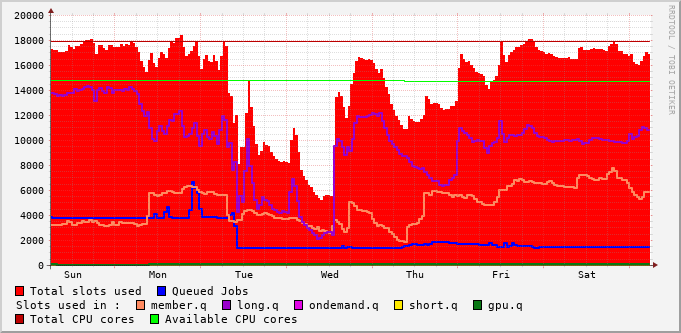 20000
18000
16000
14000
12000
10000
8000
6000
4000
2000
0
Sun Mon Tue Wed Thu Fri Sat
RRDTOOL / TOBI OETIKER
Total slots used Queued Jobs
Slots used in : member.q long.q ondemand.q short.q gpu.q
Total CPU cores Available CPU cores